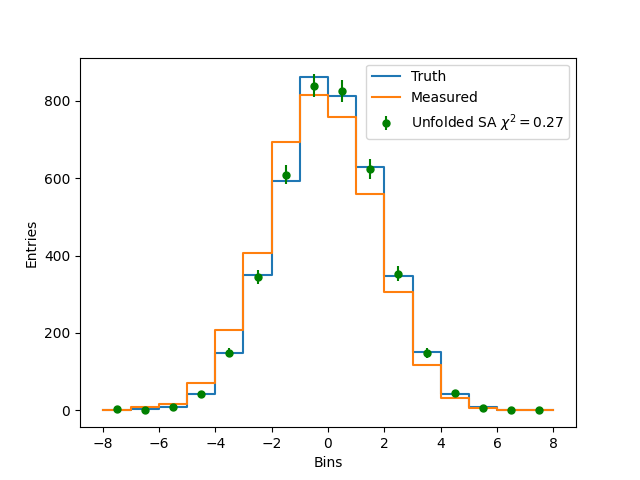 Truth
Measured
Unfolded SA χ² = 0.27
Entries
800
600
400
200
0
−8 −6 −4 −2 0 2 4 6 8
Bins